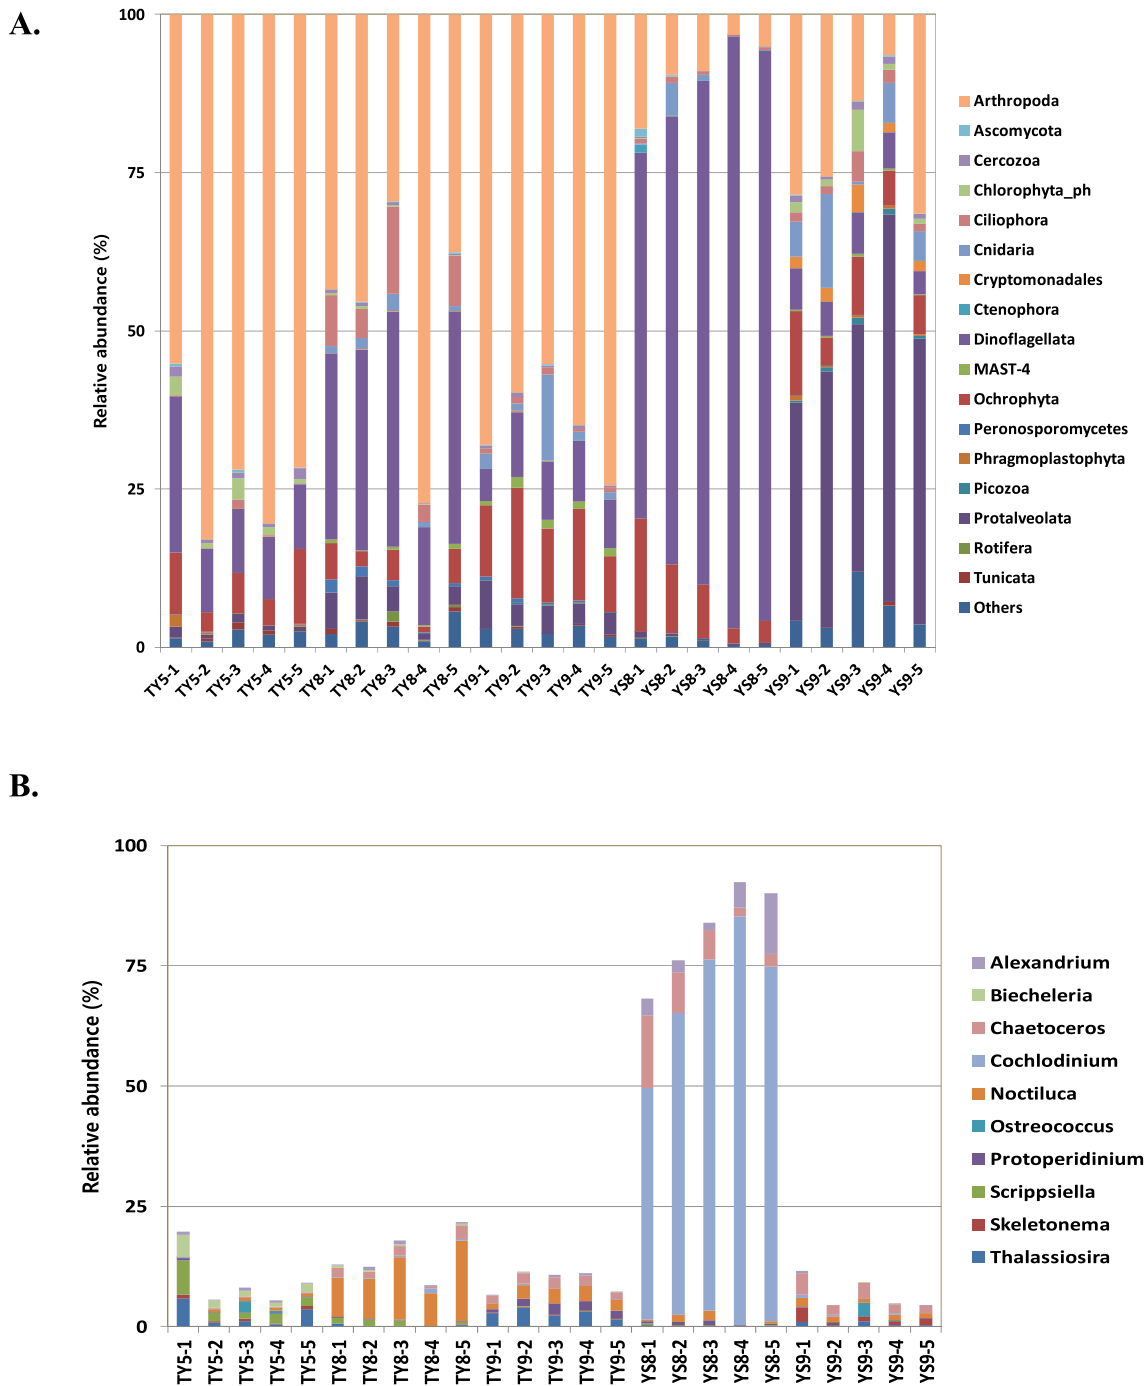 A.
Relative abundance (%)
100
75
50
25
0
TY5-1
TY5-2
TY5-3
TY5-4
TY5-5
TY8-1
TY8-2
TY8-3
TY8-4
TY8-5
TY9-1
TY9-2
TY9-3
TY9-4
TY9-5
YS8-1
YS8-2
YS8-3
YS8-4
YS8-5
YS9-1
YS9-2
YS9-3
YS9-4
YS9-5
Arthropoda
Ascomycota
Cercozoa
Chlorophyta_ph
Ciliophora
Cnidaria
Cryptomonadales
Ctenophora
Dinoflagellata
MAST-4
Ochrophyta
Peronosporomycetes
Phragmoplastophyta
Picozoa
Protalveolata
Rotifera
Tunicata
Others
B.
Relative abundance (%)
100
75
50
25
0
TY5-1
TY5-2
TY5-3
TY5-4
TY5-5
TY8-1
TY8-2
TY8-3
TY8-4
TY8-5
TY9-1
TY9-2
TY9-3
TY9-4
TY9-5
YS8-1
YS8-2
YS8-3
YS8-4
YS8-5
YS9-1
YS9-2
YS9-3
YS9-4
YS9-5
Alexandrium
Biecheleria
Chaetoceros
Cochlodinium
Noctiluca
Ostreococcus
Protoperidinium
Scrippsiella
Skeletonema
Thalassiosira